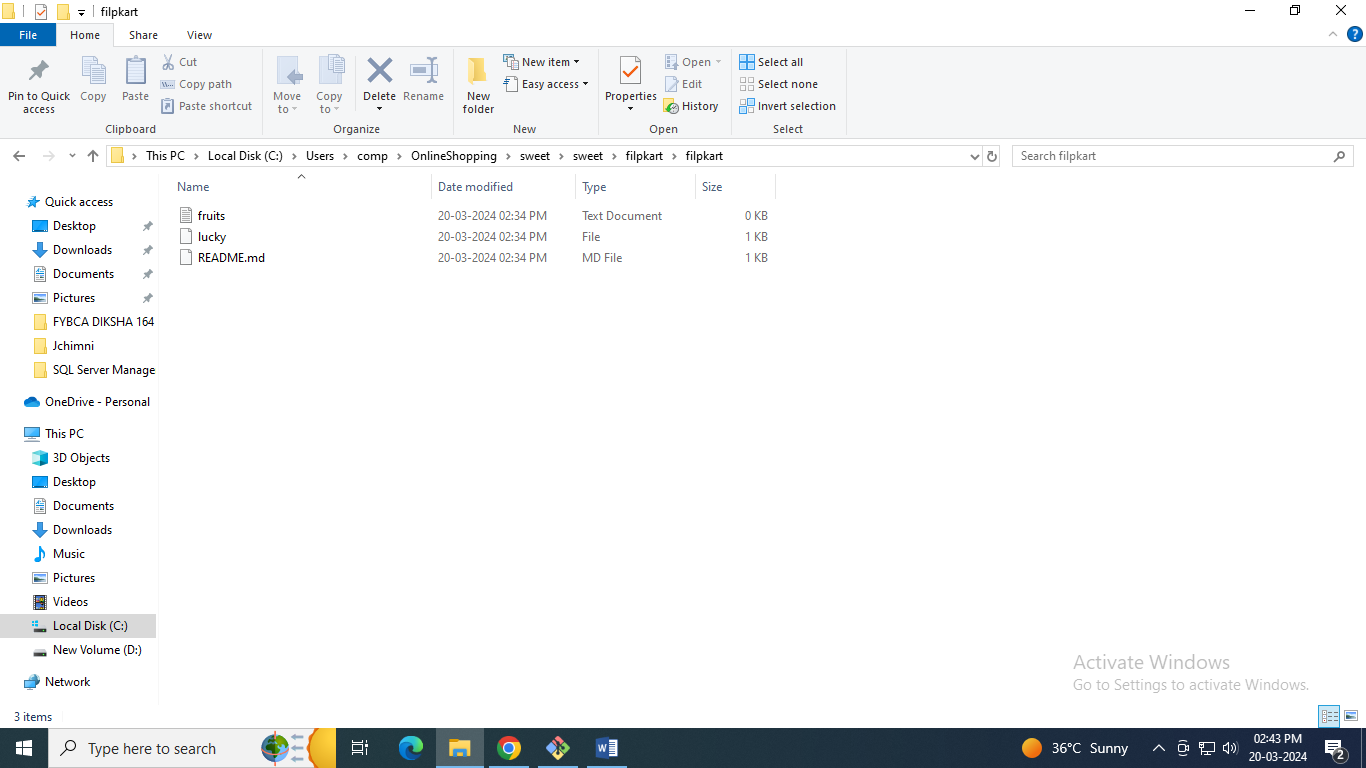 filpkart
File Home Share View
Pin to Quick access
Copy
Paste
Cut
Copy path
Paste shortcut
Clipboard
Move to
Copy to
Delete
Rename
Organize
New folder
New item
Easy access
New
Properties
Open
Edit
History
Open
Select all
Select none
Invert selection
Select
This PC Local Disk (C:) Users comp OnlineShopping sweet sweet filpkart filpkart
Search filpkart
Name Date modified Type Size
fruits 20-03-2024 02:34 PM Text Document 0 KB
lucky 20-03-2024 02:34 PM File 1 KB
README.md 20-03-2024 02:34 PM MD File 1 KB
Quick access
Desktop
Downloads
Documents
Pictures
FYBCA DIKSHA 164
Jchimni
SQL Server Manage
OneDrive - Personal
This PC
3D Objects
Desktop
Documents
Downloads
Music
Pictures
Videos
Local Disk (C:)
New Volume (D:)
Network
Activate Windows
Go to Settings to activate Windows.
3 items
Type here to search
36°C Sunny
02:43 PM
20-03-2024
2